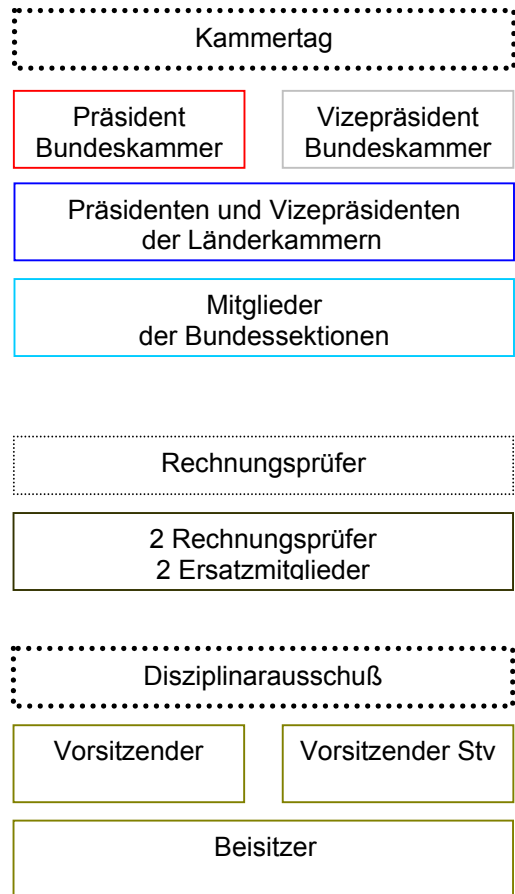 Kammertag
Präsident
Bundeskammer
Vizepräsident
Bundeskammer
Präsidenten und Vizepräsidenten
der Länderkammern
Mitglieder
der Bundessektionen
Rechnungsprüfer
2 Rechnungsprüfer
2 Ersatzmitglieder
Disziplinarausschuß
Vorsitzender
Vorsitzender Stv
Beisitzer